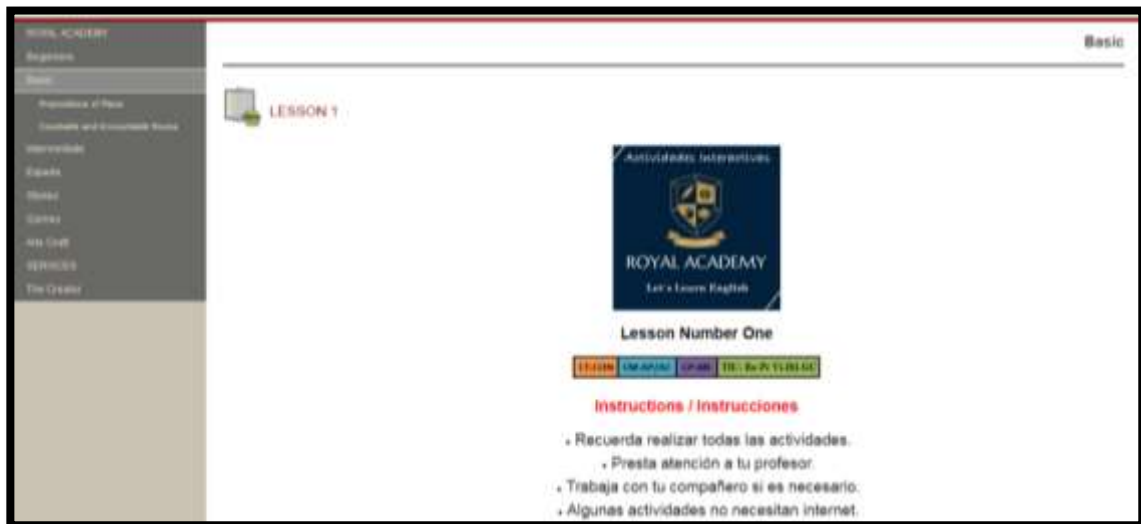 ROYAL ACADEMY
Beginners
Basic
Prepositions of Place
Countable and Uncountable Nouns
Intermediate
España
Stories
Games
Arts Craft
SERVICES
The Creator
Basic
LESSON 1
Actividades Interactivas
ROYAL ACADEMY
Let's Learn English
Lesson Number One
Instructions / Instrucciones
• Recuerda realizar todas las actividades.
• Presta atención a tu profesor.
• Trabaja con tu compañero si es necesario.
• Algunas actividades no necesitan internet.